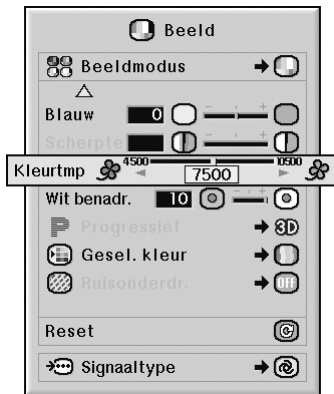 Beeld
Beeldmodus
Blauw 0 - +
Scherpte
Kleurtmp 4500 7500 10500
Wit benadr. 10 - +
P Progressief 3D
Gesel. kleur
Ruisonderdr. OFF
Reset
Signaaltype